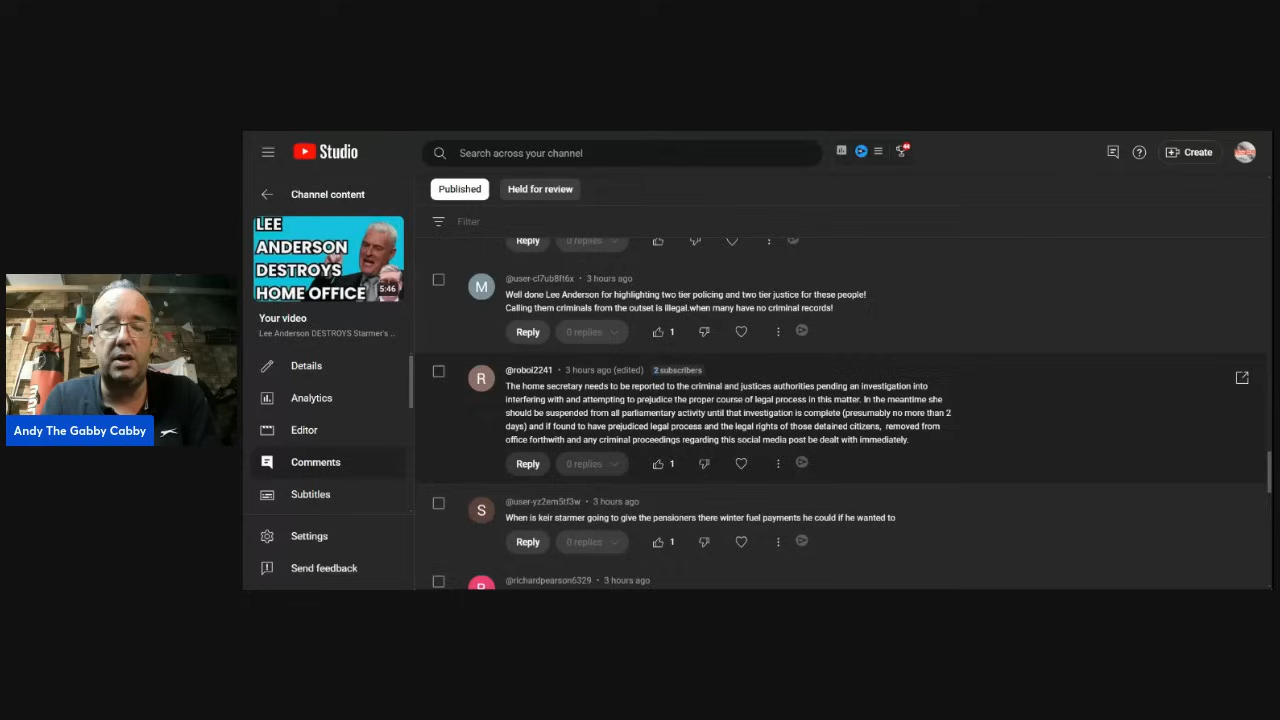 Studio
Search across your channel
Create
Channel content
Published
Held for review
Filter
LEE
ANDERSON
DESTROYS
HOME OFFICE
5:46
Your video
Lee Anderson DESTROYS Starmer's ..
Details
Analytics
Editor
Comments
Subtitles
Settings
Send feedback
Reply
0 replies
M
@user-cl7ub8ft6x • 3 hours ago
Well done Lee Anderson for highlighting two tier policing and two tier justice for these people!
Calling them criminals from the outset is illegal.when many have no criminal records!
Reply
0 replies
1
R
@roboi2241 • 3 hours ago (edited) 2 subscribers
The home secretary needs to be reported to the criminal and justices authorities pending an investigation into
interfering with and attempting to prejudice the proper course of legal process in this matter. In the meantime she
should be suspended from all parliamentary activity until that investigation is complete (presumably no more than 2
days) and if found to have prejudiced legal process and the legal rights of those detained citizens, removed from
office forthwith and any criminal proceedings regarding this social media post be dealt with immediately.
Reply
0 replies
1
S
@user-yz2em5tf3w • 3 hours ago
When is keir starmer going to give the pensioners there winter fuel payments he could if he wanted to
Reply
0 replies
1
R
@richardpearson6329 • 3 hours ago
Andy The Gabby Cabby